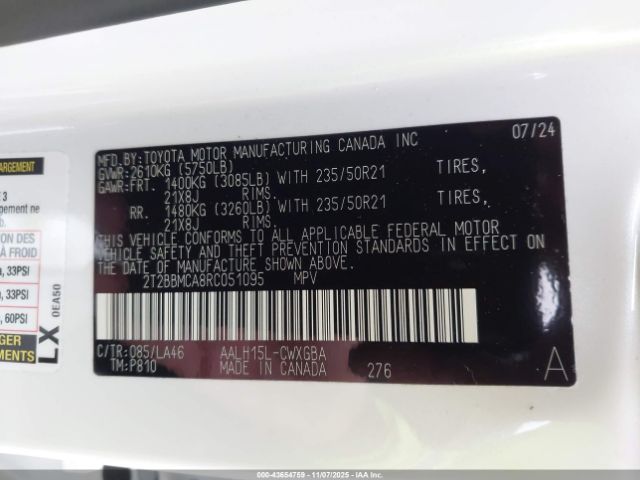 ARGEMENT
3
pement ne
b.
ON DES
À FROID
a, 33PSI
a, 33PSI
, 60PSI
GER
EMENTS
LX 0EA50
MFD.BY:TOYOTA MOTOR MANUFACTURING CANADA INC 07/24
GVWR:2610KG (5750LB)
GAWR:FRT. 1400KG (3085LB) WITH 235/50R21 TIRES,
21X8J RIMS.
RR. 1480KG (3260LB) WITH 235/50R21 TIRES,
21X8J RIMS.
THIS VEHICLE CONFORMS TO ALL APPLICABLE FEDERAL MOTOR
VEHICLE SAFETY AND THEFT PREVENTION STANDARDS IN EFFECT ON
THE DATE OF MANUFACTURE SHOWN ABOVE.
2T2BBMCA8RC051095 MPV
C/TR:085/LA46 AALH15L-CWXGBA
TM:P810 MADE IN CANADA 276 A
000-43654759 — 11/07/2025 — IAAI.COM